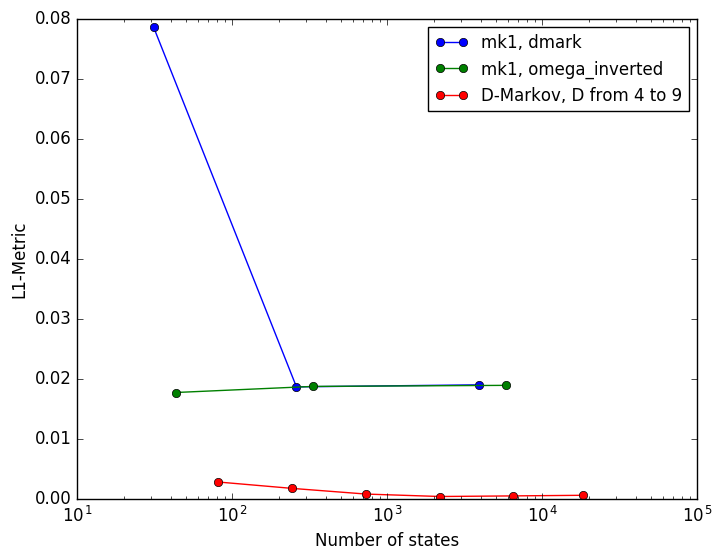 mk1, dmark
mk1, omega_inverted
D-Markov, D from 4 to 9
0.08
0.07
0.06
0.05
0.04
0.03
0.02
0.01
0.00
L1-Metric
10^1 10^2 10^3 10^4 10^5
Number of states